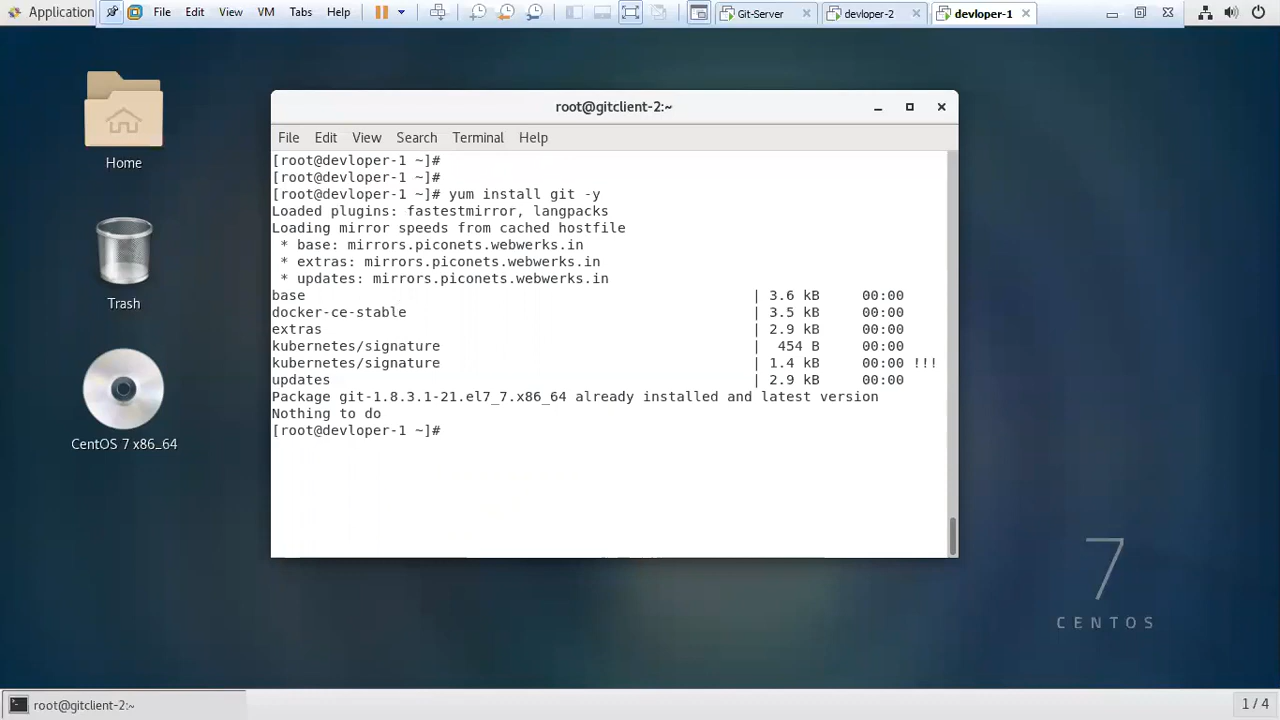 Application File Edit View VM Tabs Help Git-Server devloper-2 devloper-1
Home
Trash
CentOS 7 x86_64
root@gitclient-2:~
File Edit View Search Terminal Help
[root@devloper-1 ~]#
[root@devloper-1 ~]#
[root@devloper-1 ~]# yum install git -y
Loaded plugins: fastestmirror, langpacks
Loading mirror speeds from cached hostfile
 * base: mirrors.piconets.webwerks.in
 * extras: mirrors.piconets.webwerks.in
 * updates: mirrors.piconets.webwerks.in
base | 3.6 kB 00:00
docker-ce-stable | 3.5 kB 00:00
extras | 2.9 kB 00:00
kubernetes/signature | 454 B 00:00
kubernetes/signature | 1.4 kB 00:00 !!!
updates | 2.9 kB 00:00
Package git-1.8.3.1-21.el7_7.x86_64 already installed and latest version
Nothing to do
[root@devloper-1 ~]#
7
CENTOS
root@gitclient-2:~
1 / 4